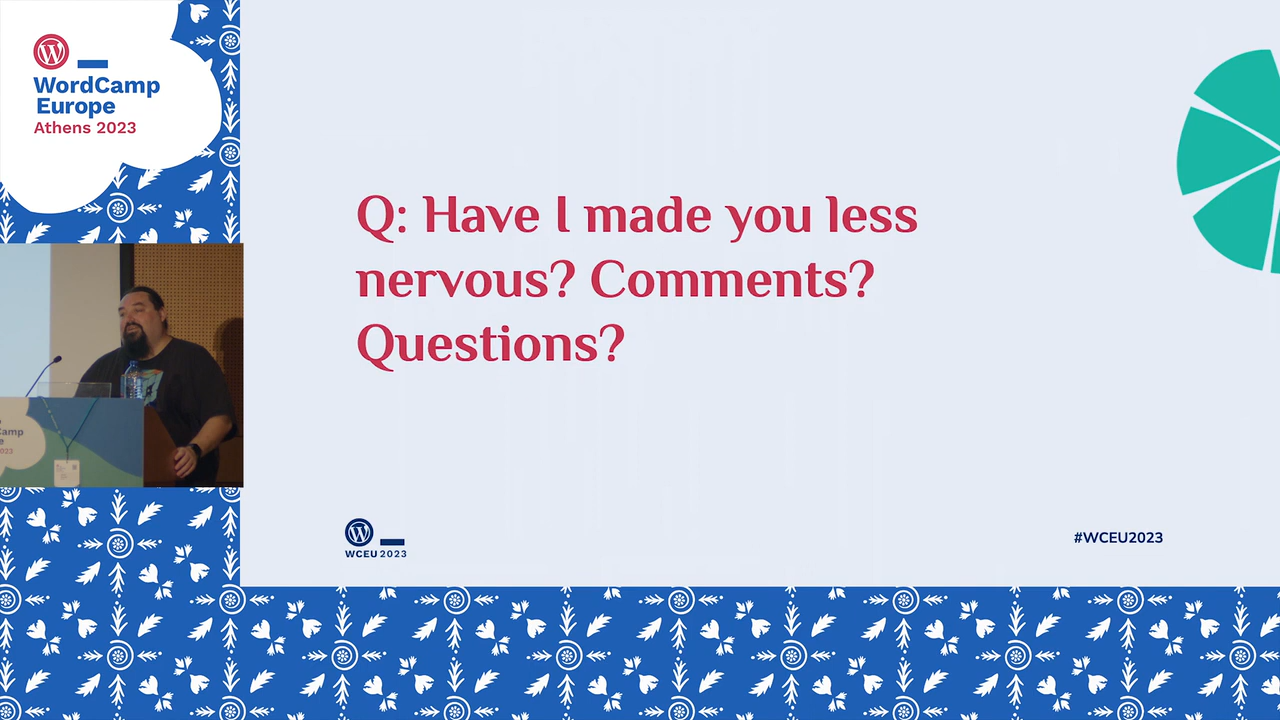 WordCamp
Europe
Athens 2023
Q: Have I made you less
nervous? Comments?
Questions?
WCEU 2023
#WCEU2023